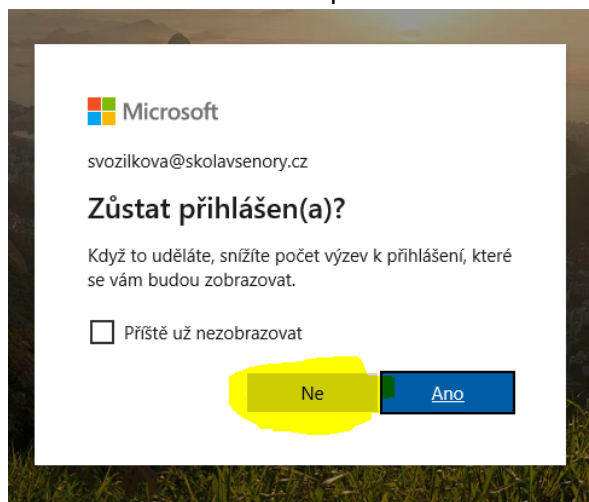 Microsoft
svozilkova@skolavsenory.cz
Zůstat přihlášen(a)?
Když to uděláte, snížíte počet výzev k přihlášení, které
se vám budou zobrazovat.
Příště už nezobrazovat
Ne Ano